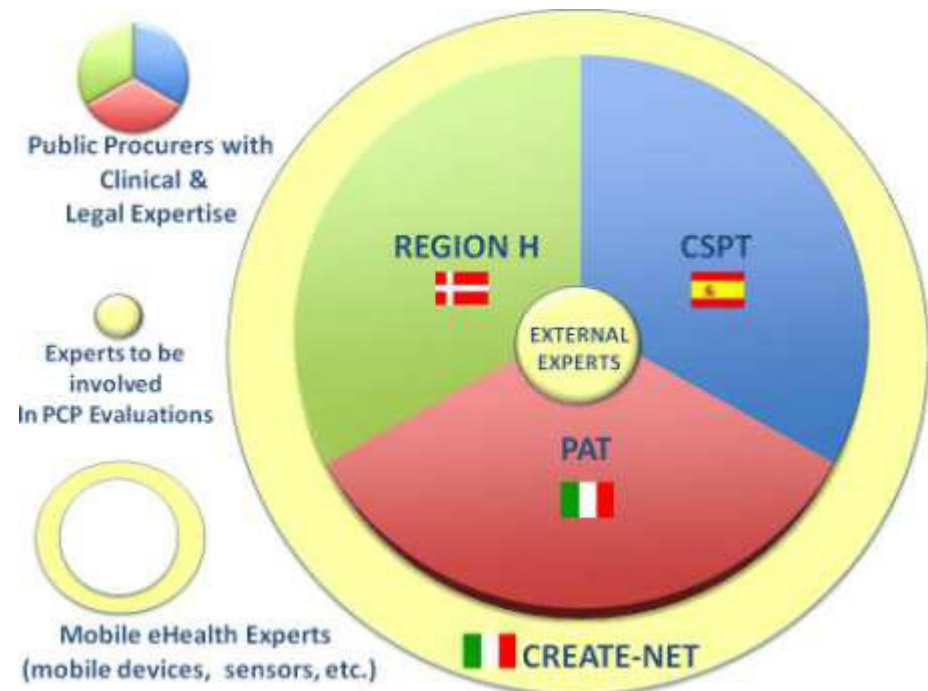 Public Procurers with
Clinical &
Legal Expertise
Experts to be
involved
In PCP Evaluations
Mobile eHealth Experts
(mobile devices, sensors, etc.)
REGION H
CSPT
EXTERNAL
EXPERTS
PAT
CREATE-NET